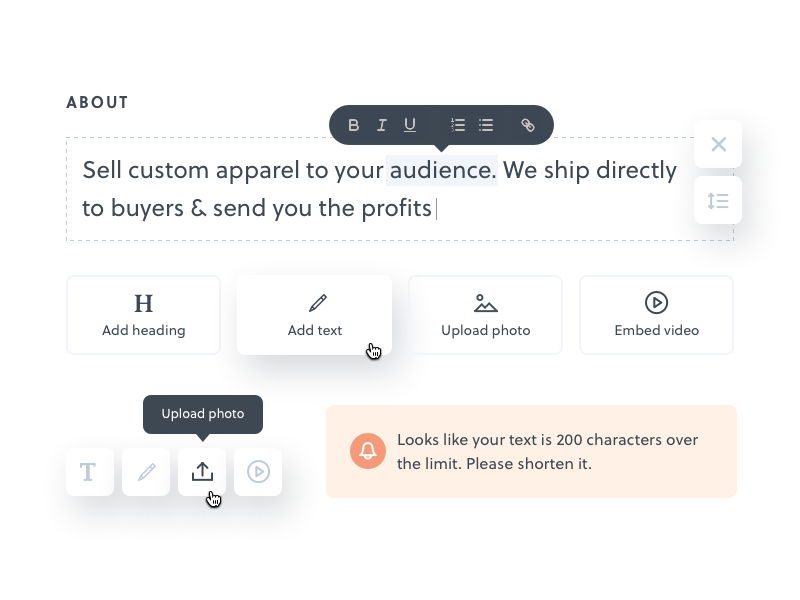 ABOUT
B I U
Sell custom apparel to your audience. We ship directly
to buyers & send you the profits
H
Add heading
Add text
Upload photo
Embed video
Upload photo
T
Looks like your text is 200 characters over
the limit. Please shorten it.